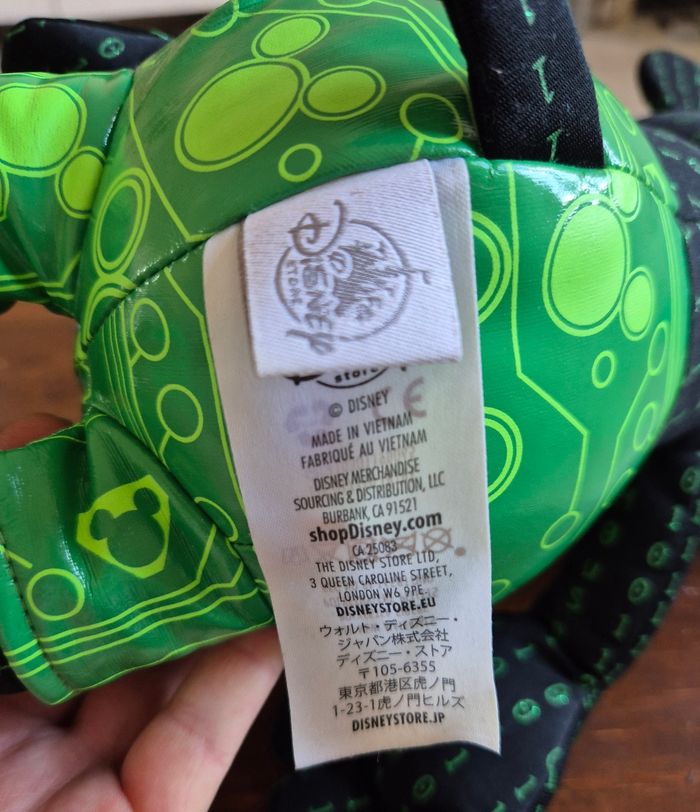 Disney
STORE
store
© DISNEY
MADE IN VIETNAM
FABRIQUÉ AU VIETNAM
DISNEY MERCHANDISE
SOURCING & DISTRIBUTION, LLC
BURBANK, CA 91521
shopDisney.com
CA 25083
THE DISNEY STORE LTD,
3 QUEEN CAROLINE STREET,
LONDON W6 9PE
DISNEYSTORE.EU
ウォルト・ディズニー・
ジャパン株式会社
ディズニー・ストア
〒105-6355
東京都港区虎ノ門
1-23-1虎ノ門ヒルズ
DISNEYSTORE.JP